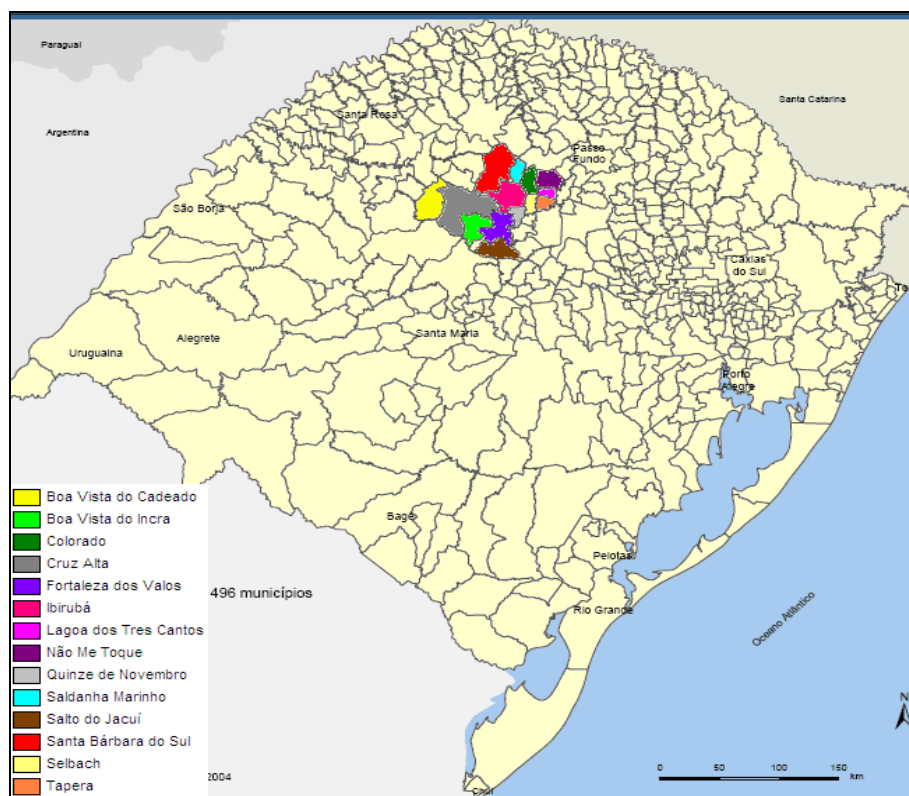 Paraguai
Argentina
Santa Catarina
Santa Rosa
Passo
Fundo
São Borja
Caxias
do Sul
To
Santa Maria
Alegrete
Uruguaina
Porto
Alegre
Bagé
Pelotas
Rio Grande
Oceano Atlântico
Chuí
496 municípios
2004
Boa Vista do Cadeado
Boa Vista do Incra
Colorado
Cruz Alta
Fortaleza dos Valos
Ibirubá
Lagoa dos Tres Cantos
Não Me Toque
Quinze de Novembro
Saldanha Marinho
Salto do Jacuí
Santa Bárbara do Sul
Selbach
Tapera
N
0 50 100 150
km